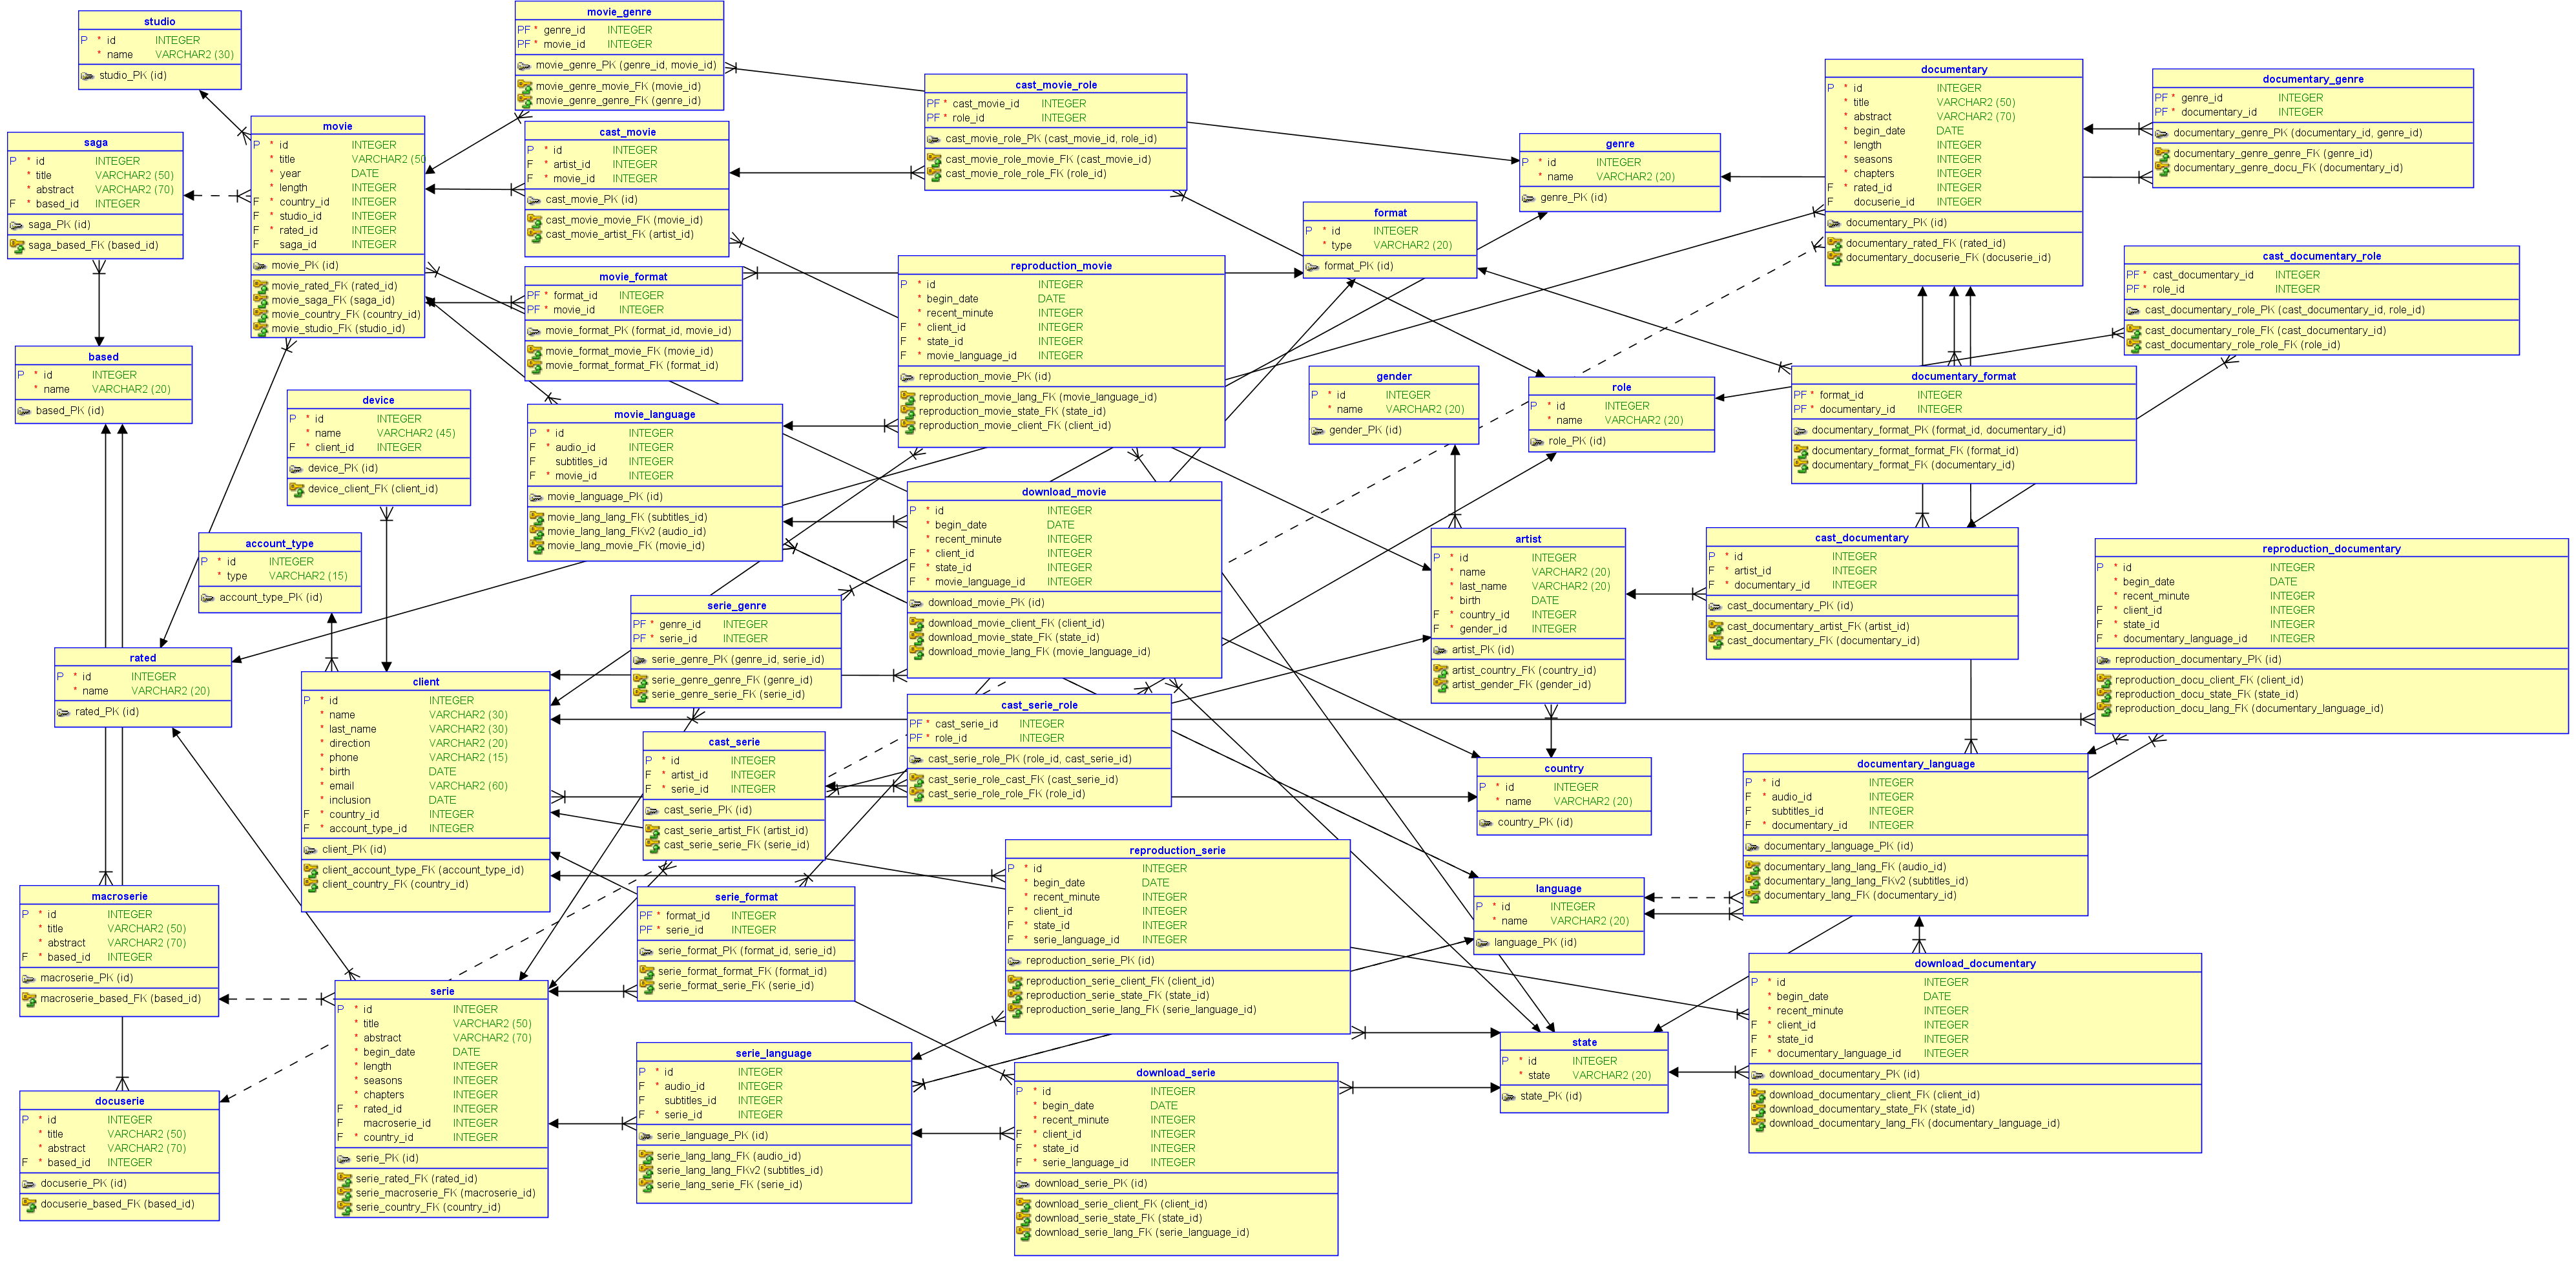 studio
P * id INTEGER
* name VARCHAR2 (30)
studio_PK (id)
movie_genre
PF * genre_id INTEGER
PF * movie_id INTEGER
movie_genre_PK (genre_id, movie_id)
movie_genre_movie_FK (movie_id)
movie_genre_genre_FK (genre_id)
cast_movie_role
PF * cast_movie_id INTEGER
PF * role_id INTEGER
cast_movie_role_PK (cast_movie_id, role_id)
cast_movie_role_movie_FK (cast_movie_id)
cast_movie_role_role_FK (role_id)
documentary
P * id INTEGER
* title VARCHAR2 (50)
* abstract VARCHAR2 (70)
* begin_date DATE
* length INTEGER
* seasons INTEGER
* chapters INTEGER
F * rated_id INTEGER
F docuserie_id INTEGER
documentary_PK (id)
documentary_rated_FK (rated_id)
documentary_docuserie_FK (docuserie_id)
documentary_genre
PF * genre_id INTEGER
PF * documentary_id INTEGER
documentary_genre_PK (documentary_id, genre_id)
documentary_genre_genre_FK (genre_id)
documentary_genre_docu_FK (documentary_id)
saga
P * id INTEGER
* title VARCHAR2 (50)
* abstract VARCHAR2 (70)
F * based_id INTEGER
saga_PK (id)
saga_based_FK (based_id)
movie
P * id INTEGER
* title VARCHAR2 (50
* year DATE
* length INTEGER
F * country_id INTEGER
F * studio_id INTEGER
F * rated_id INTEGER
F saga_id INTEGER
movie_PK (id)
movie_rated_FK (rated_id)
movie_saga_FK (saga_id)
movie_country_FK (country_id)
movie_studio_FK (studio_id)
cast_movie
P * id INTEGER
F * artist_id INTEGER
F * movie_id INTEGER
cast_movie_PK (id)
cast_movie_movie_FK (movie_id)
cast_movie_artist_FK (artist_id)
genre
P * id INTEGER
* name VARCHAR2 (20)
genre_PK (id)
format
P * id INTEGER
* type VARCHAR2 (20)
format_PK (id)
cast_documentary_role
PF * cast_documentary_id INTEGER
PF * role_id INTEGER
cast_documentary_role_PK (cast_documentary_id, role_id)
cast_documentary_role_FK (cast_documentary_id)
cast_documentary_role_role_FK (role_id)
movie_format
PF * format_id INTEGER
PF * movie_id INTEGER
movie_format_PK (format_id, movie_id)
movie_format_movie_FK (movie_id)
movie_format_format_FK (format_id)
reproduction_movie
P * id INTEGER
* begin_date DATE
* recent_minute INTEGER
F * client_id INTEGER
F * state_id INTEGER
F * movie_language_id INTEGER
reproduction_movie_PK (id)
reproduction_movie_lang_FK (movie_language_id)
reproduction_movie_state_FK (state_id)
reproduction_movie_client_FK (client_id)
based
P * id INTEGER
* name VARCHAR2 (20)
based_PK (id)
device
P * id INTEGER
* name VARCHAR2 (45)
F * client_id INTEGER
device_PK (id)
device_client_FK (client_id)
gender
P * id INTEGER
* name VARCHAR2 (20)
gender_PK (id)
role
P * id INTEGER
* name VARCHAR2 (20)
role_PK (id)
documentary_format
PF * format_id INTEGER
PF * documentary_id INTEGER
documentary_format_PK (format_id, documentary_id)
documentary_format_format_FK (format_id)
documentary_format_FK (documentary_id)
movie_language
P * id INTEGER
F * audio_id INTEGER
F subtitles_id INTEGER
F * movie_id INTEGER
movie_language_PK (id)
movie_lang_lang_FK (subtitles_id)
movie_lang_lang_FKv2 (audio_id)
movie_lang_movie_FK (movie_id)
download_movie
P * id INTEGER
* begin_date DATE
* recent_minute INTEGER
F * client_id INTEGER
F * state_id INTEGER
F * movie_language_id INTEGER
download_movie_PK (id)
download_movie_client_FK (client_id)
download_movie_state_FK (state_id)
download_movie_lang_FK (movie_language_id)
account_type
P * id INTEGER
* type VARCHAR2 (15)
account_type_PK (id)
artist
P * id INTEGER
* name VARCHAR2 (20)
* last_name VARCHAR2 (20)
* birth DATE
F * country_id INTEGER
F * gender_id INTEGER
artist_PK (id)
artist_country_FK (country_id)
artist_gender_FK (gender_id)
cast_documentary
P * id INTEGER
F * artist_id INTEGER
F * documentary_id INTEGER
cast_documentary_PK (id)
cast_documentary_artist_FK (artist_id)
cast_documentary_FK (documentary_id)
reproduction_documentary
P * id INTEGER
* begin_date DATE
* recent_minute INTEGER
F * client_id INTEGER
F * state_id INTEGER
F * documentary_language_id INTEGER
reproduction_documentary_PK (id)
reproduction_docu_client_FK (client_id)
reproduction_docu_state_FK (state_id)
reproduction_docu_lang_FK (documentary_language_id)
serie_genre
PF * genre_id INTEGER
PF * serie_id INTEGER
serie_genre_PK (genre_id, serie_id)
serie_genre_genre_FK (genre_id)
serie_genre_serie_FK (serie_id)
rated
P * id INTEGER
* name VARCHAR2 (20)
rated_PK (id)
client
P * id INTEGER
* name VARCHAR2 (30)
* last_name VARCHAR2 (30)
* direction VARCHAR2 (20)
* phone VARCHAR2 (15)
* birth DATE
* email VARCHAR2 (60)
* inclusion DATE
F * country_id INTEGER
F * account_type_id INTEGER
client_PK (id)
client_account_type_FK (account_type_id)
client_country_FK (country_id)
cast_serie_role
PF * cast_serie_id INTEGER
PF * role_id INTEGER
cast_serie_role_PK (role_id, cast_serie_id)
cast_serie_role_cast_FK (cast_serie_id)
cast_serie_role_role_FK (role_id)
cast_serie
P * id INTEGER
F * artist_id INTEGER
F * serie_id INTEGER
cast_serie_PK (id)
cast_serie_artist_FK (artist_id)
cast_serie_serie_FK (serie_id)
country
P * id INTEGER
* name VARCHAR2 (20)
country_PK (id)
documentary_language
P * id INTEGER
F * audio_id INTEGER
F subtitles_id INTEGER
F * documentary_id INTEGER
documentary_language_PK (id)
documentary_lang_lang_FK (audio_id)
documentary_lang_lang_FKv2 (subtitles_id)
documentary_lang_FK (documentary_id)
reproduction_serie
P * id INTEGER
* begin_date DATE
* recent_minute INTEGER
F * client_id INTEGER
F * state_id INTEGER
F * serie_language_id INTEGER
reproduction_serie_PK (id)
reproduction_serie_client_FK (client_id)
reproduction_serie_state_FK (state_id)
reproduction_serie_lang_FK (serie_language_id)
macroserie
P * id INTEGER
* title VARCHAR2 (50)
* abstract VARCHAR2 (70)
F * based_id INTEGER
macroserie_PK (id)
macroserie_based_FK (based_id)
serie_format
PF * format_id INTEGER
PF * serie_id INTEGER
serie_format_PK (format_id, serie_id)
serie_format_format_FK (format_id)
serie_format_serie_FK (serie_id)
language
P * id INTEGER
* name VARCHAR2 (20)
language_PK (id)
download_documentary
P * id INTEGER
* begin_date DATE
* recent_minute INTEGER
F * client_id INTEGER
F * state_id INTEGER
F * documentary_language_id INTEGER
download_documentary_PK (id)
download_documentary_client_FK (client_id)
download_documentary_state_FK (state_id)
download_documentary_lang_FK (documentary_language_id)
serie
P * id INTEGER
* title VARCHAR2 (50)
* abstract VARCHAR2 (70)
* begin_date DATE
* length INTEGER
* seasons INTEGER
* chapters INTEGER
F * rated_id INTEGER
F macroserie_id INTEGER
F * country_id INTEGER
serie_PK (id)
serie_rated_FK (rated_id)
serie_macroserie_FK (macroserie_id)
serie_country_FK (country_id)
state
P * id INTEGER
* state VARCHAR2 (20)
state_PK (id)
serie_language
P * id INTEGER
F * audio_id INTEGER
F subtitles_id INTEGER
F * serie_id INTEGER
serie_language_PK (id)
serie_lang_lang_FK (audio_id)
serie_lang_lang_FKv2 (subtitles_id)
serie_lang_serie_FK (serie_id)
download_serie
P * id INTEGER
* begin_date DATE
* recent_minute INTEGER
F * client_id INTEGER
F * state_id INTEGER
F * serie_language_id INTEGER
download_serie_PK (id)
download_serie_client_FK (client_id)
download_serie_state_FK (state_id)
download_serie_lang_FK (serie_language_id)
docuserie
P * id INTEGER
* title VARCHAR2 (50)
* abstract VARCHAR2 (70)
F * based_id INTEGER
docuserie_PK (id)
docuserie_based_FK (based_id)